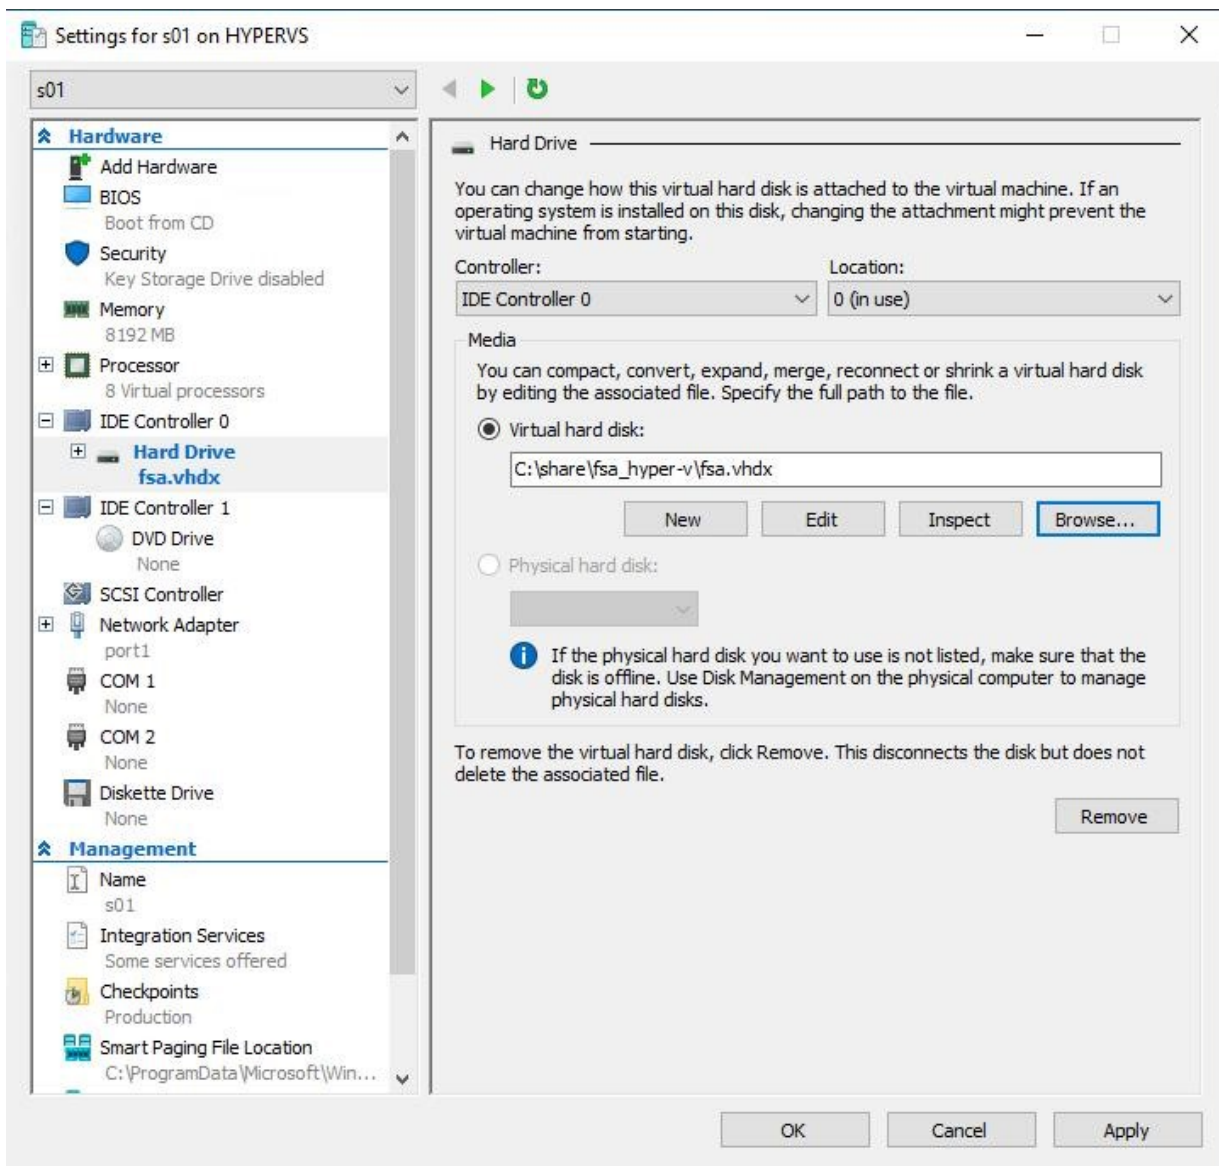 Settings for s01 on HYPERVS
s01
Hardware
Add Hardware
BIOS
Boot from CD
Security
Key Storage Drive disabled
Memory
8192 MB
Processor
8 Virtual processors
IDE Controller 0
Hard Drive
fsa.vhdx
IDE Controller 1
DVD Drive
None
SCSI Controller
Network Adapter
port1
COM 1
None
COM 2
None
Diskette Drive
None
Management
Name
s01
Integration Services
Some services offered
Checkpoints
Production
Smart Paging File Location
C:\ProgramData\Microsoft\Win...
Hard Drive
You can change how this virtual hard disk is attached to the virtual machine. If an
operating system is installed on this disk, changing the attachment might prevent the
virtual machine from starting.
Controller: Location:
IDE Controller 0 0 (in use)
Media
You can compact, convert, expand, merge, reconnect or shrink a virtual hard disk
by editing the associated file. Specify the full path to the file.
Virtual hard disk:
C:\share\fsa_hyper-v\fsa.vhdx
New Edit Inspect Browse...
Physical hard disk:
If the physical hard disk you want to use is not listed, make sure that the
disk is offline. Use Disk Management on the physical computer to manage
physical hard disks.
To remove the virtual hard disk, click Remove. This disconnects the disk but does not
delete the associated file.
Remove
OK Cancel Apply